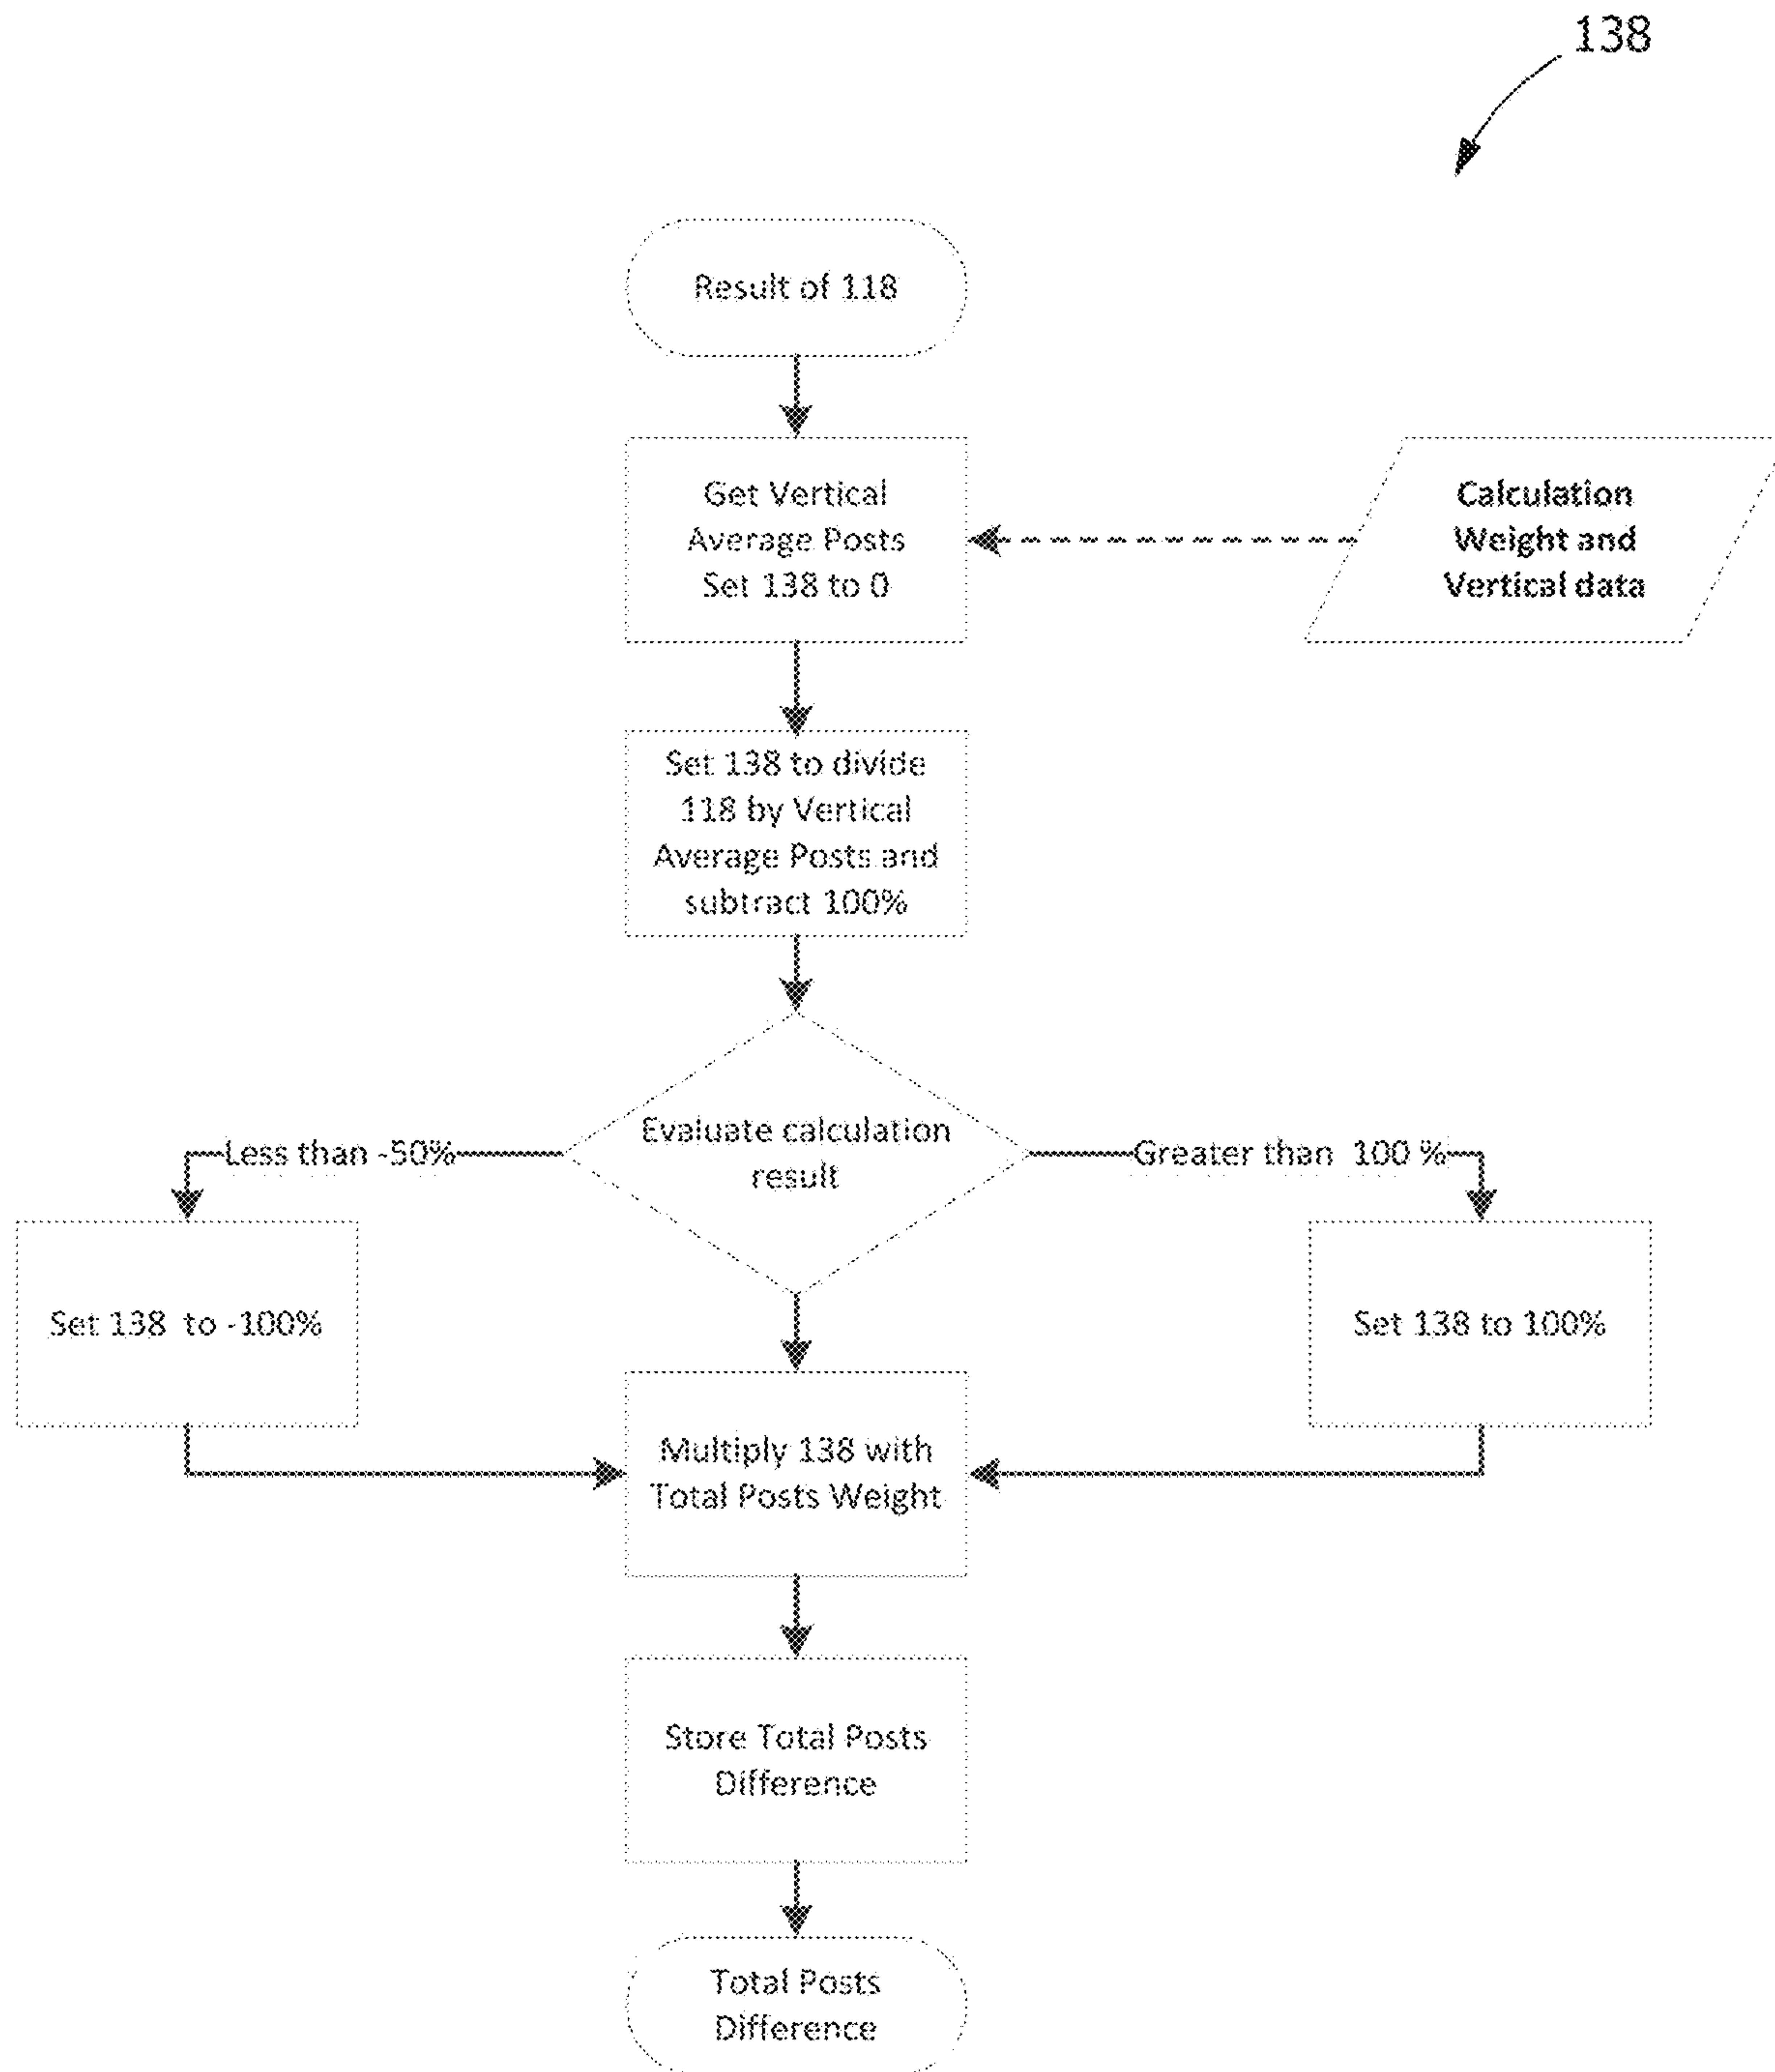 138
Result of 118
Get Vertical
Average Posts
Set 138 to 0
Calculation
Weight and
Vertical data
Set 138 to divide
118 by Vertical
Average Posts and
subtract 100%
Evaluate calculation
result
Less than -50%
Greater than 100 %
Set 138 to -100%
Set 138 to 100%
Multiply 138 with
Total Posts Weight
Store Total Posts
Difference
Total Posts
Difference